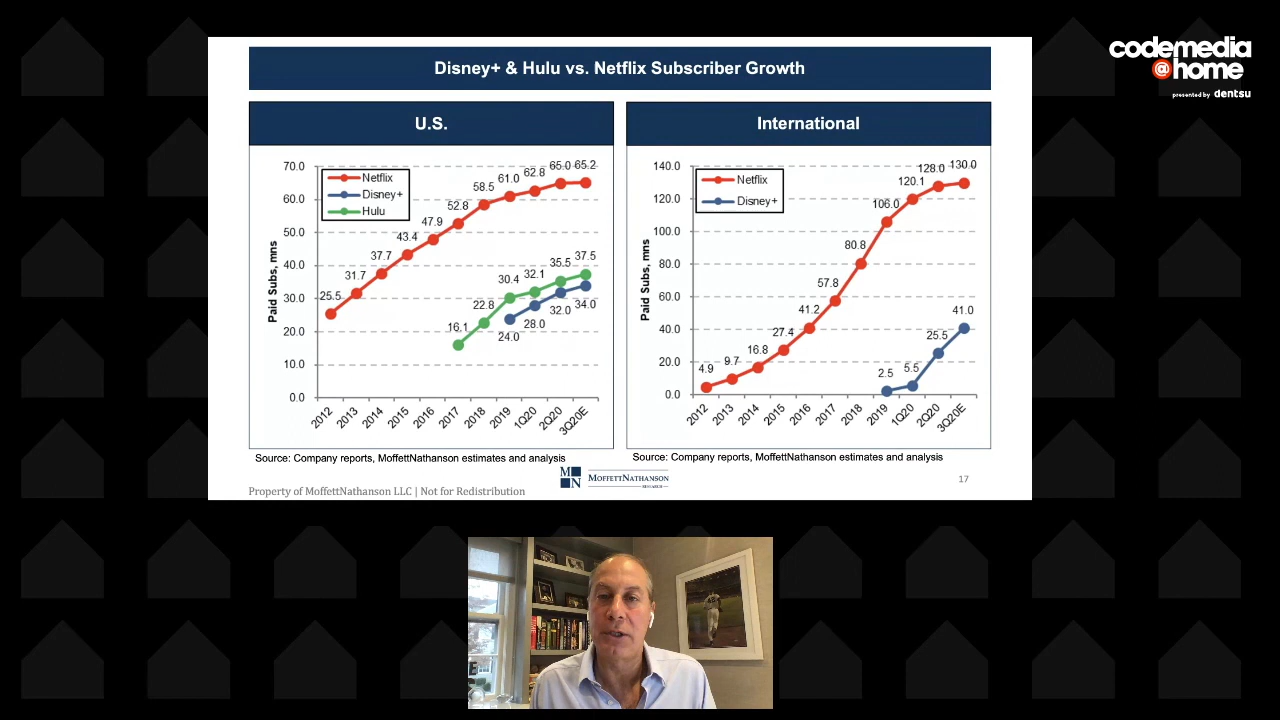 codemedia
@home
presented by dentsu
Disney+ & Hulu vs. Netflix Subscriber Growth
U.S.
Paid Subs, mns
70.0
60.0
50.0
40.0
30.0
20.0
10.0
0.0
Netflix
Disney+
Hulu
25.5
31.7
37.7
43.4
47.9
52.8
58.5
61.0
62.8
65.0
65.2
16.1
22.8
30.4
32.1
35.5
37.5
24.0
28.0
32.0
34.0
2012
2013
2014
2015
2016
2017
2018
2019
1Q20
2Q20
3Q20E
Source: Company reports, MoffettNathanson estimates and analysis
International
Paid Subs, mns
140.0
120.0
100.0
80.0
60.0
40.0
20.0
0.0
Netflix
Disney+
4.9
9.7
16.8
27.4
41.2
57.8
80.8
106.0
120.1
128.0
130.0
2.5
5.5
25.5
41.0
2012
2013
2014
2015
2016
2017
2018
2019
1Q20
2Q20
3Q20E
Source: Company reports, MoffettNathanson estimates and analysis
Property of MoffettNathanson LLC | Not for Redistribution
M
N
MOFFETTNATHANSON
RESEARCH
17